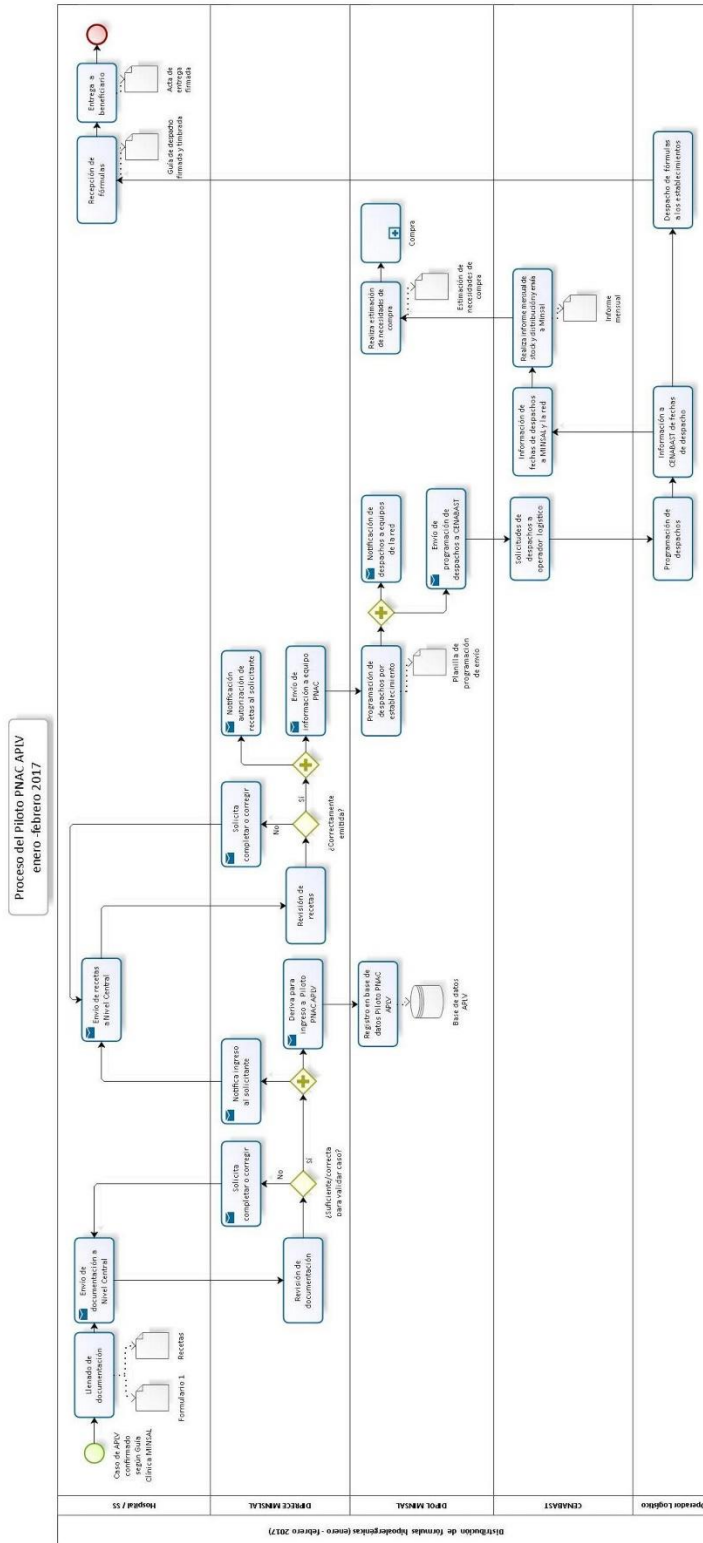 Proceso del Piloto PNAC APLV
enero -febrero 2017
Distribución de fórmulas hipoalergénicas (enero - febrero 2017)
Hospital / SS
Caso de APLV
confirmado
según Guía
Clínica MINSAL
Llenado de
documentación
Formulario 1
Recetas
Envío de
documentación a
Nivel Central
Envío de recetas
a Nivel Central
Recepción de
fórmulas
Guía de despacho
firmada y timbrada
Entrega a
beneficiario
Acta de
entrega
firmada
DIPRECE MINSLAL
Revisión de
documentación
¿Suficiente/correcta
para validar caso?
No
Sí
Solicita
completar o corregir
Notifica ingreso
al solicitante
Deriva para
ingreso a Piloto
PNAC APLV
Revisión de
recetas
¿Correctamente
emitida?
No
Sí
Solicita
completar o corregir
Notificación
autorización de
recetas al solicitante
Envío de
información a equipo
PNAC
DIPOL MINSAL
Registro en base de
datos Piloto PNAC
APLV
Base de datos
APLV
Programación de
despachos por
establecimiento
Planilla de
programación
de envío
Notificación de
despachos a equipos
de la red
Envío de
programación de
despachos a CENABAST
Realiza estimación
de necesidades de
compra
Estimación de
necesidades de
compra
Compra
CENABAST
Solicitudes de
despachos a
operador logístico
Información de
fechas de despachos
a MINSAL y la red
Realiza informe mensual de
stock y distribución y envía
a Minsal
Informe
mensual
Operador Logístico
Programación de
despachos
Información a
CENABAST de fechas
de despacho
Despacho de fórmulas
a los establecimientos